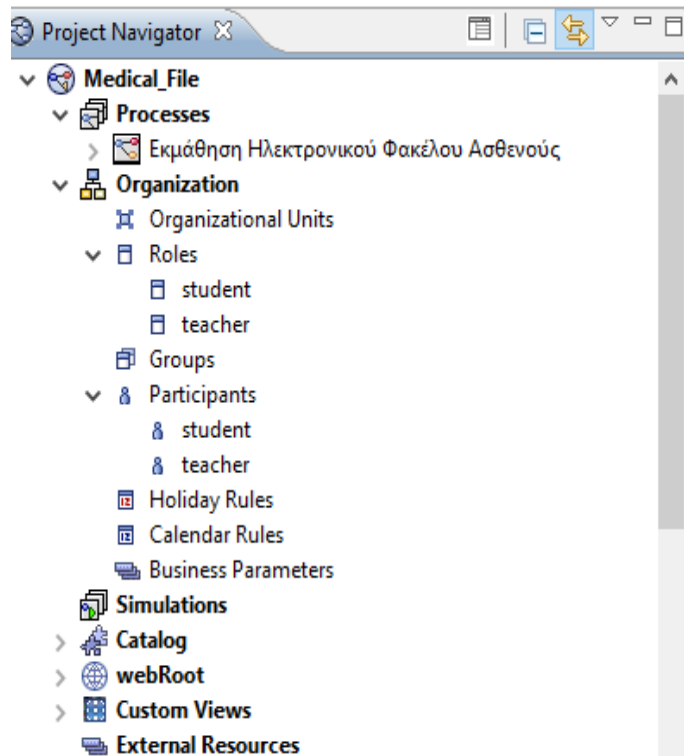 Project Navigator
Medical_File
Processes
Εκμάθηση Ηλεκτρονικού Φακέλου Ασθενούς
Organization
Organizational Units
Roles
student
teacher
Groups
Participants
student
teacher
Holiday Rules
Calendar Rules
Business Parameters
Simulations
Catalog
webRoot
Custom Views
External Resources